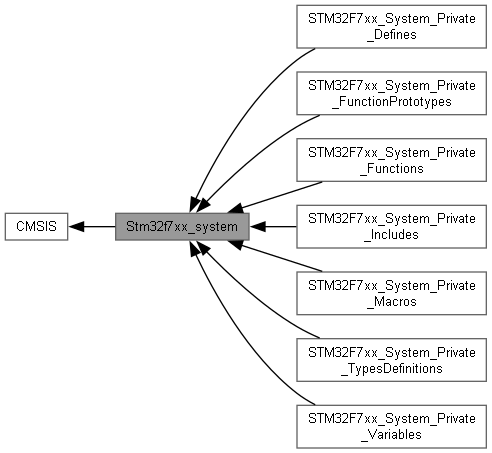 STM32F7xx_System_Private
_Defines
STM32F7xx_System_Private
_FunctionPrototypes
STM32F7xx_System_Private
_Functions
CMSIS
Stm32f7xx_system
STM32F7xx_System_Private
_Includes
STM32F7xx_System_Private
_Macros
STM32F7xx_System_Private
_TypesDefinitions
STM32F7xx_System_Private
_Variables